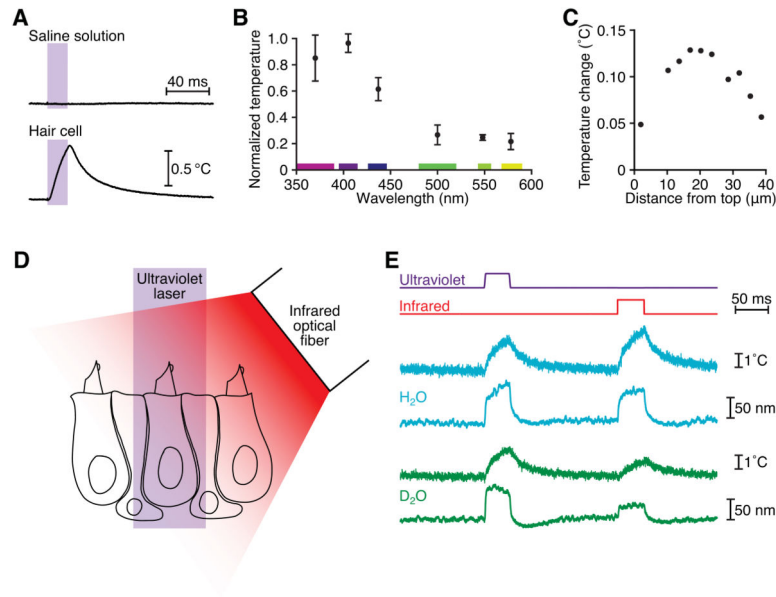 A
Saline solution
40 ms
Hair cell
0.5 °C
B
Normalized temperature
1.2
1.0
0.8
0.6
0.4
0.2
0
350
400
450
500
550
600
Wavelength (nm)
C
Temperature change (˚C)
0.15
0.10
0.05
0
0
10
20
30
40
Distance from top (µm)
D
Ultraviolet
laser
Infrared
optical
fiber
E
Ultraviolet
Infrared
50 ms
1˚C
H₂O
50 nm
1˚C
D₂O
50 nm